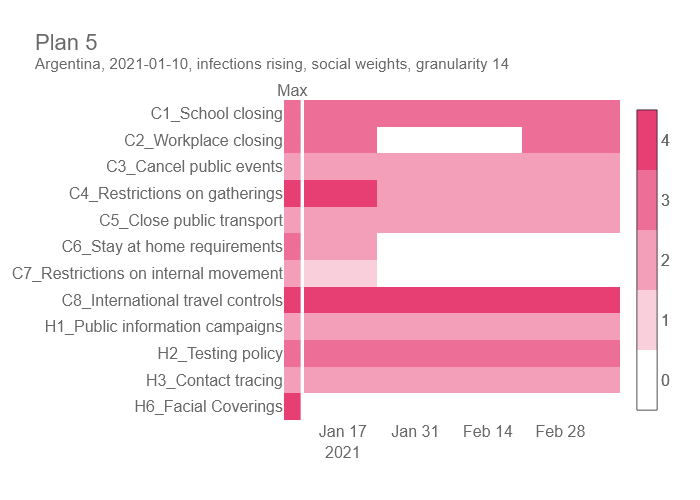 Plan 5
Argentina, 2021-01-10, infections rising, social weights, granularity 14
Max
C1_School closing
C2_Workplace closing
C3_Cancel public events
C4_Restrictions on gatherings
C5_Close public transport
C6_Stay at home requirements
C7_Restrictions on internal movement
C8_International travel controls
H1_Public information campaigns
H2_Testing policy
H3_Contact tracing
H6_Facial Coverings
4
3
2
1
0
Jan 17 Jan 31 Feb 14 Feb 28
2021